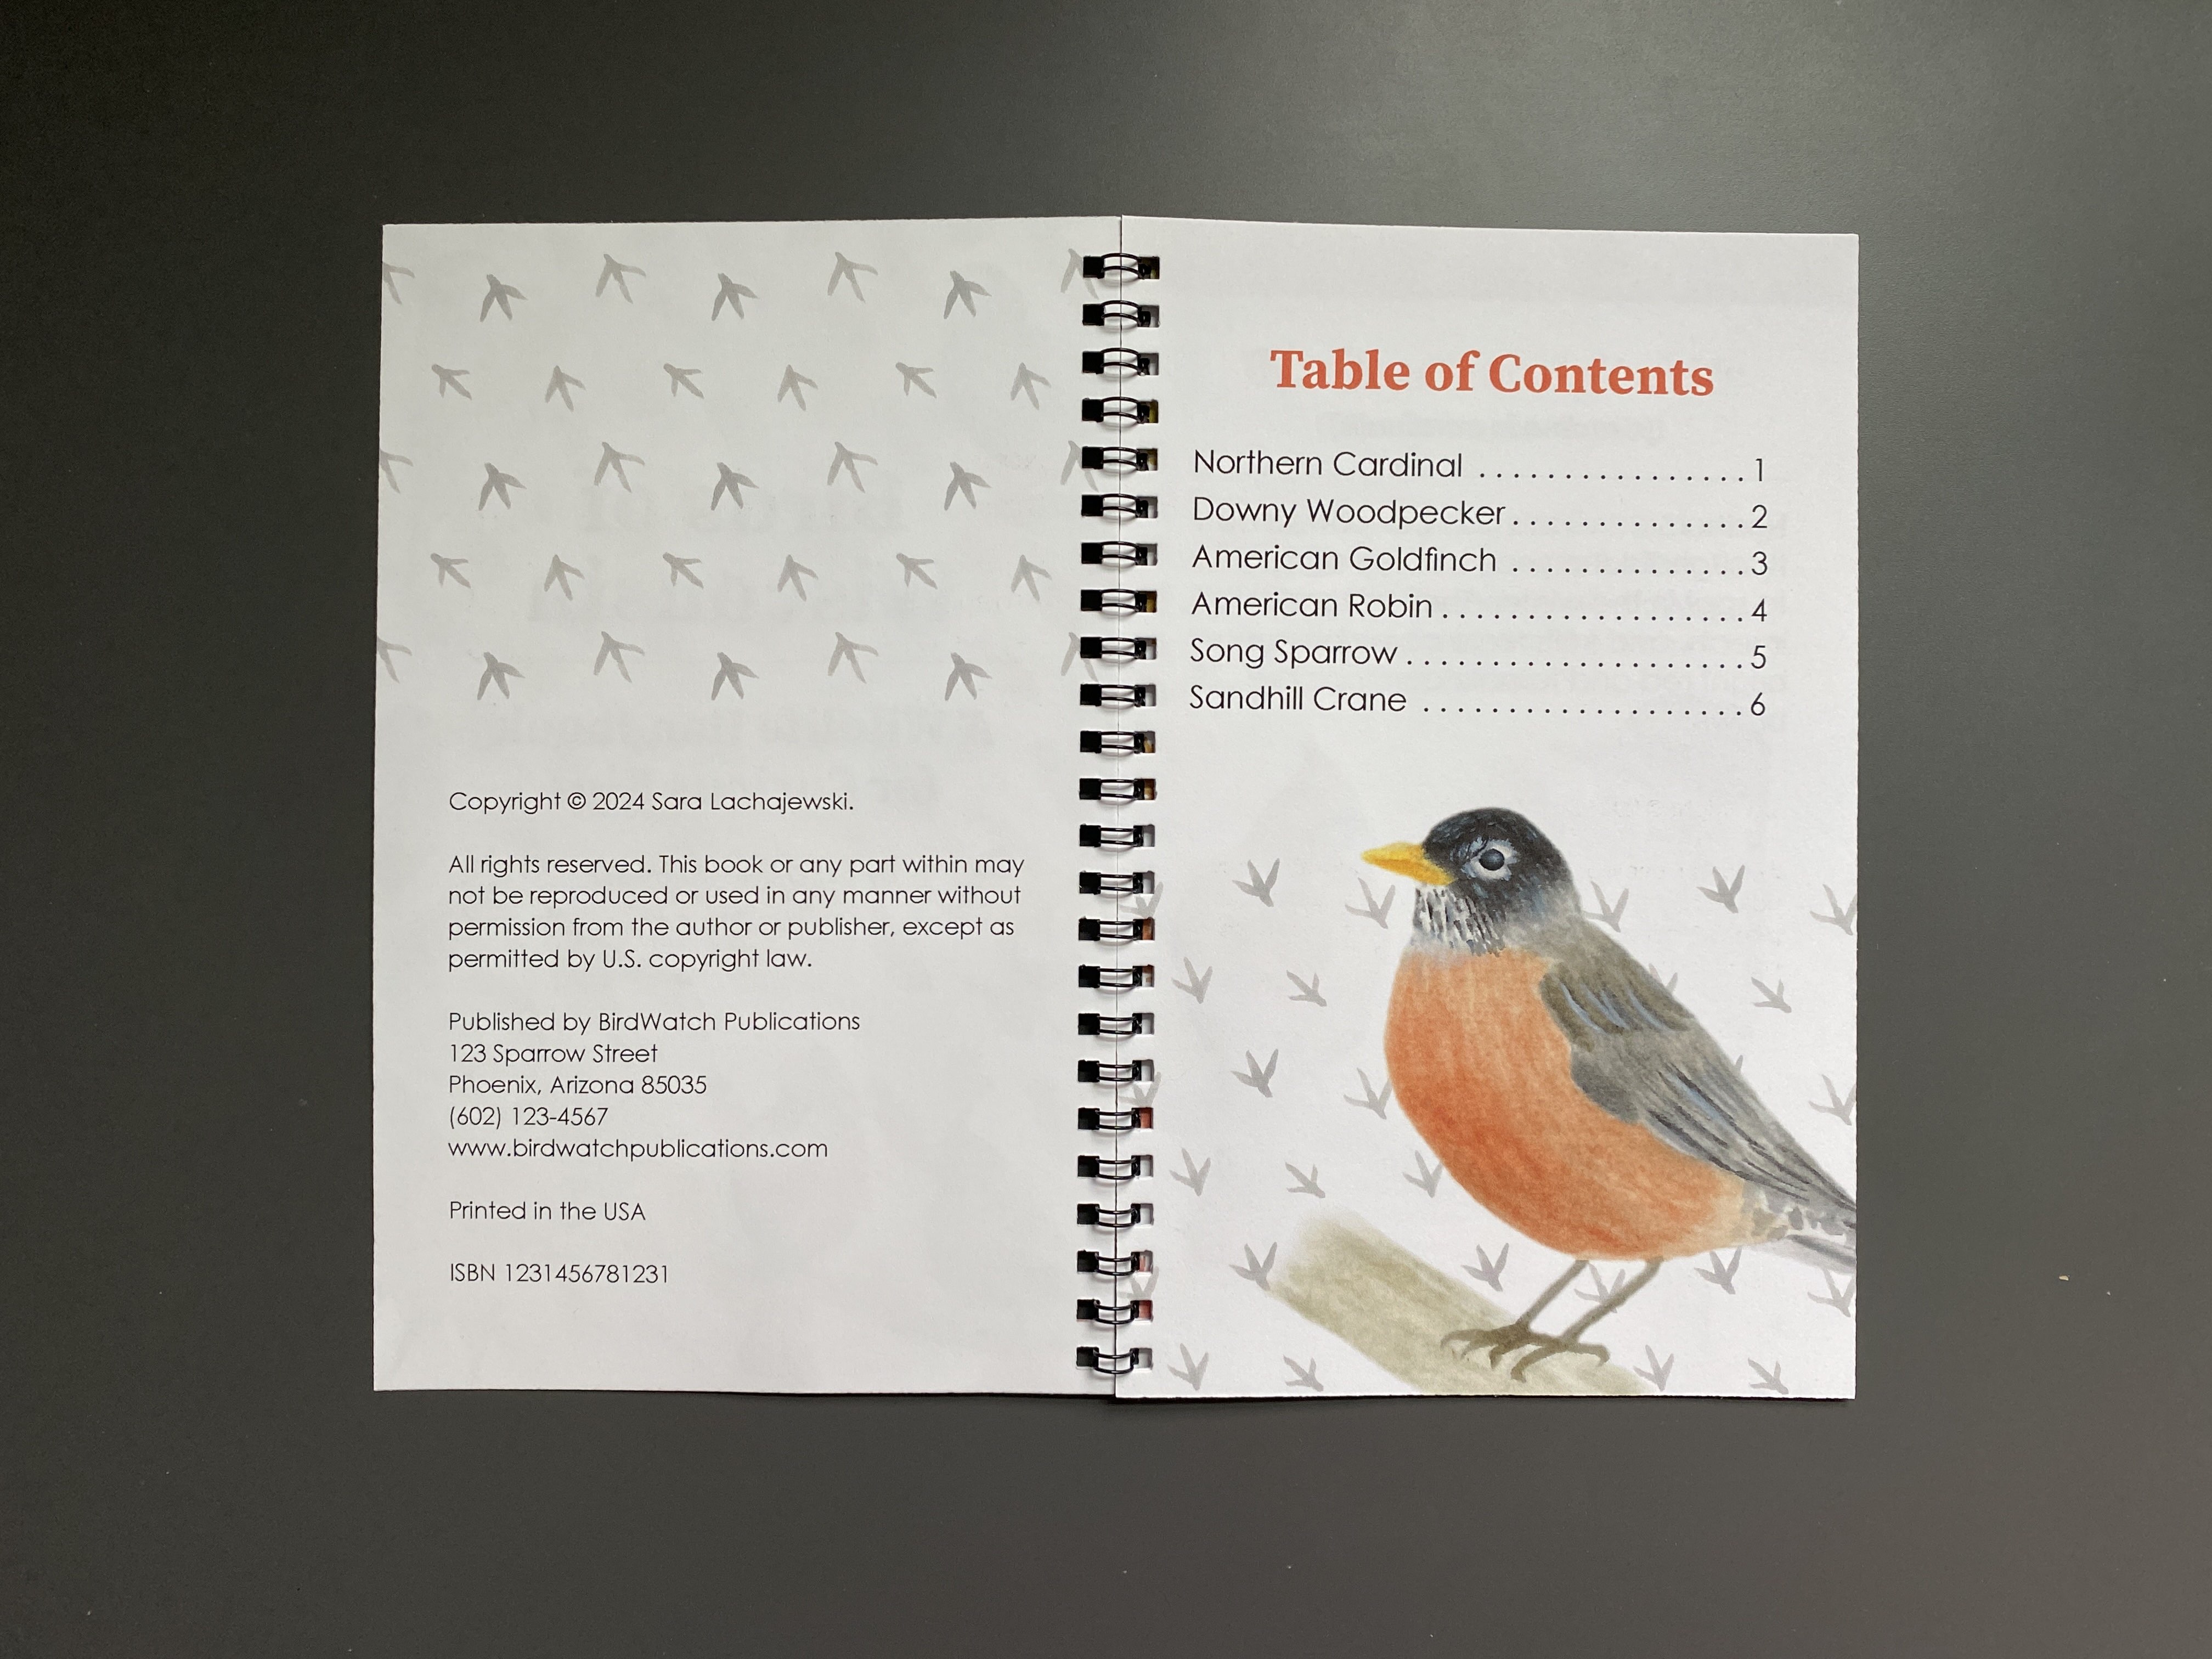 Copyright © 2024 Sara Lachajewski.
All rights reserved. This book or any part within may
not be reproduced or used in any manner without
permission from the author or publisher, except as
permitted by U.S. copyright law.
Published by BirdWatch Publications
123 Sparrow Street
Phoenix, Arizona 85035
(602) 123-4567
www.birdwatchpublications.com
Printed in the USA
ISBN 1231456781231
Table of Contents
Northern Cardinal . . . . . . . . . . . . . . . . 1
Downy Woodpecker . . . . . . . . . . . . . . 2
American Goldfinch . . . . . . . . . . . . . . 3
American Robin . . . . . . . . . . . . . . . . . . 4
Song Sparrow . . . . . . . . . . . . . . . . . . . . 5
Sandhill Crane . . . . . . . . . . . . . . . . . . . 6